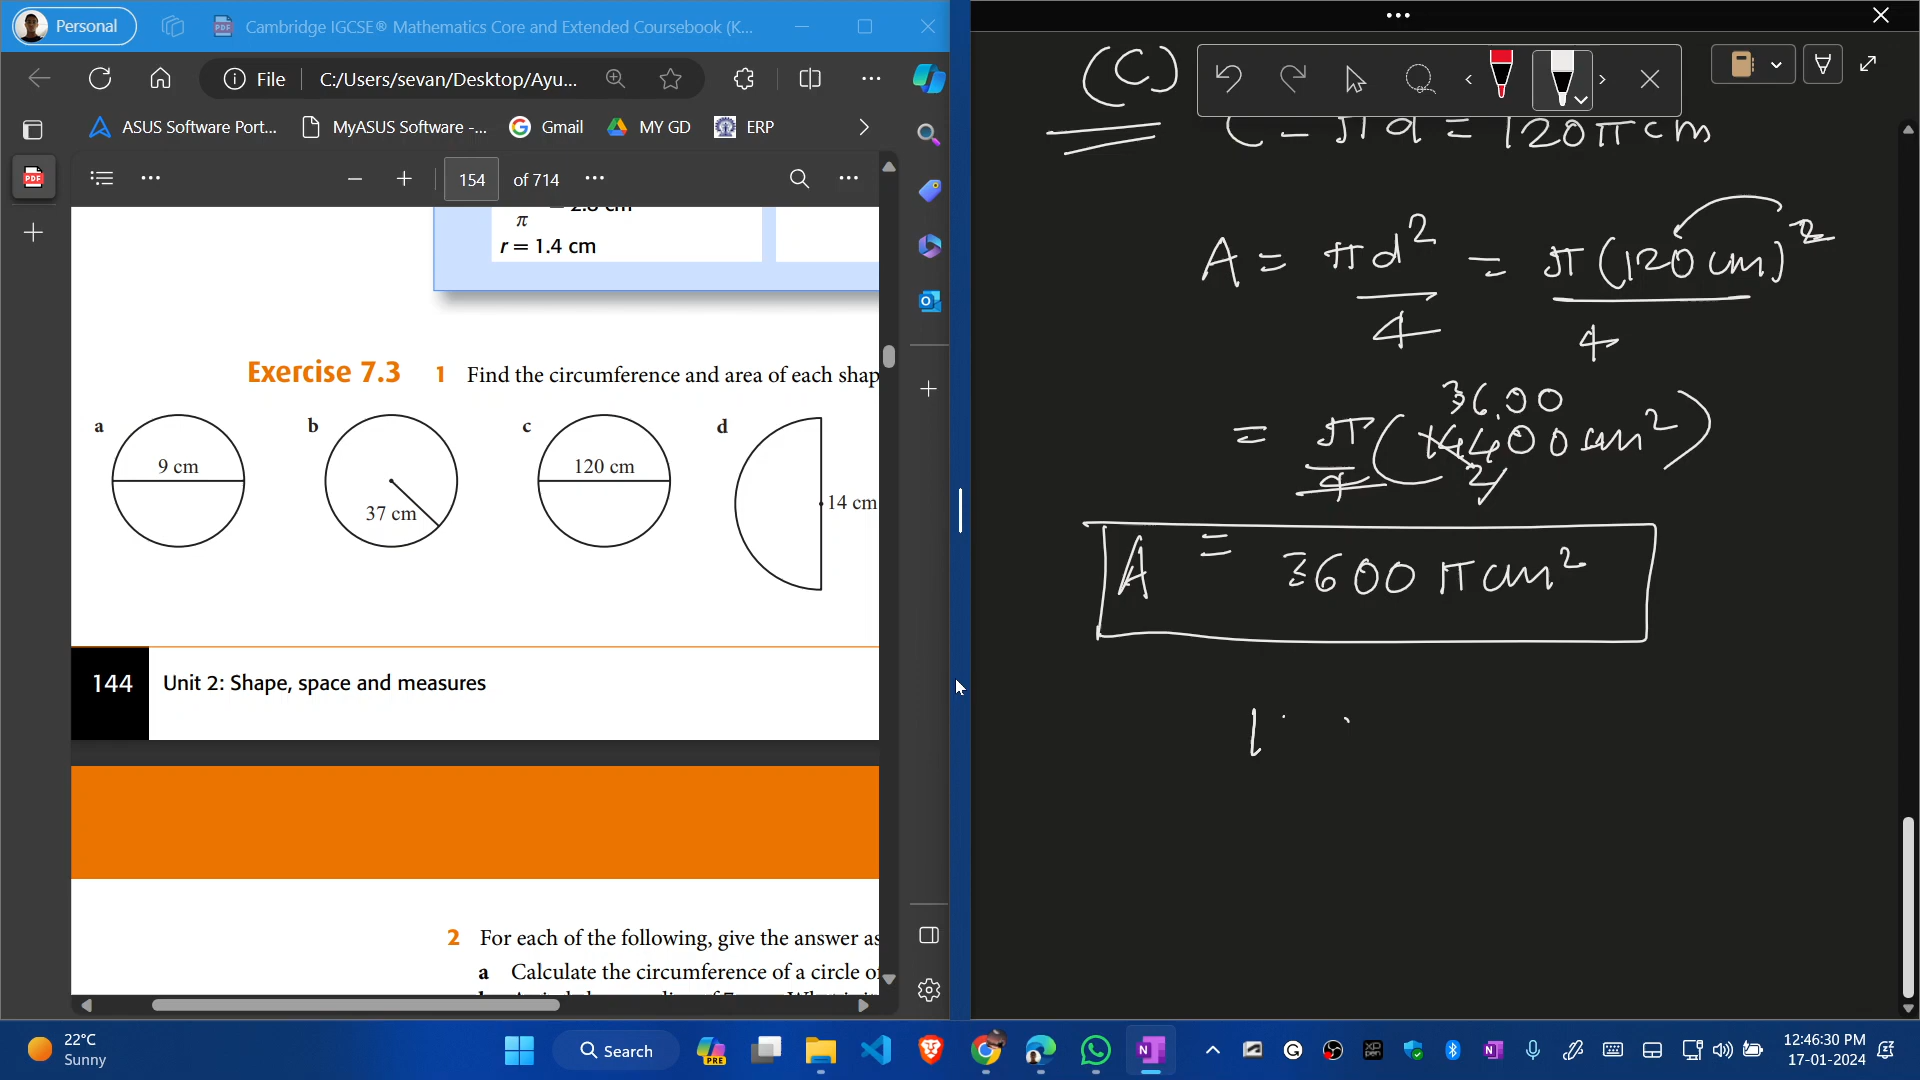 Personal
Cambridge IGCSE® Mathematics Core and Extended Coursebook (K...
File
C:/Users/sevan/Desktop/Ayu...
ASUS Software Port...
MyASUS Software -...
Gmail
MY GD
ERP
154 of 714
π
r = 1.4 cm
Exercise 7.3
1 Find the circumference and area of each shap
a
9 cm
b
37 cm
c
120 cm
d
14 cm
144
Unit 2: Shape, space and measures
2 For each of the following, give the answer as
a Calculate the circumference of a circle o
(C)
C = πd = 120π cm
A = πd²/4 = π(120 cm)²/4
3600
= π/4 (14400 cm²)
A = 3600 π cm²
22°C
Sunny
Search
PRE
12:46:30 PM
17-01-2024